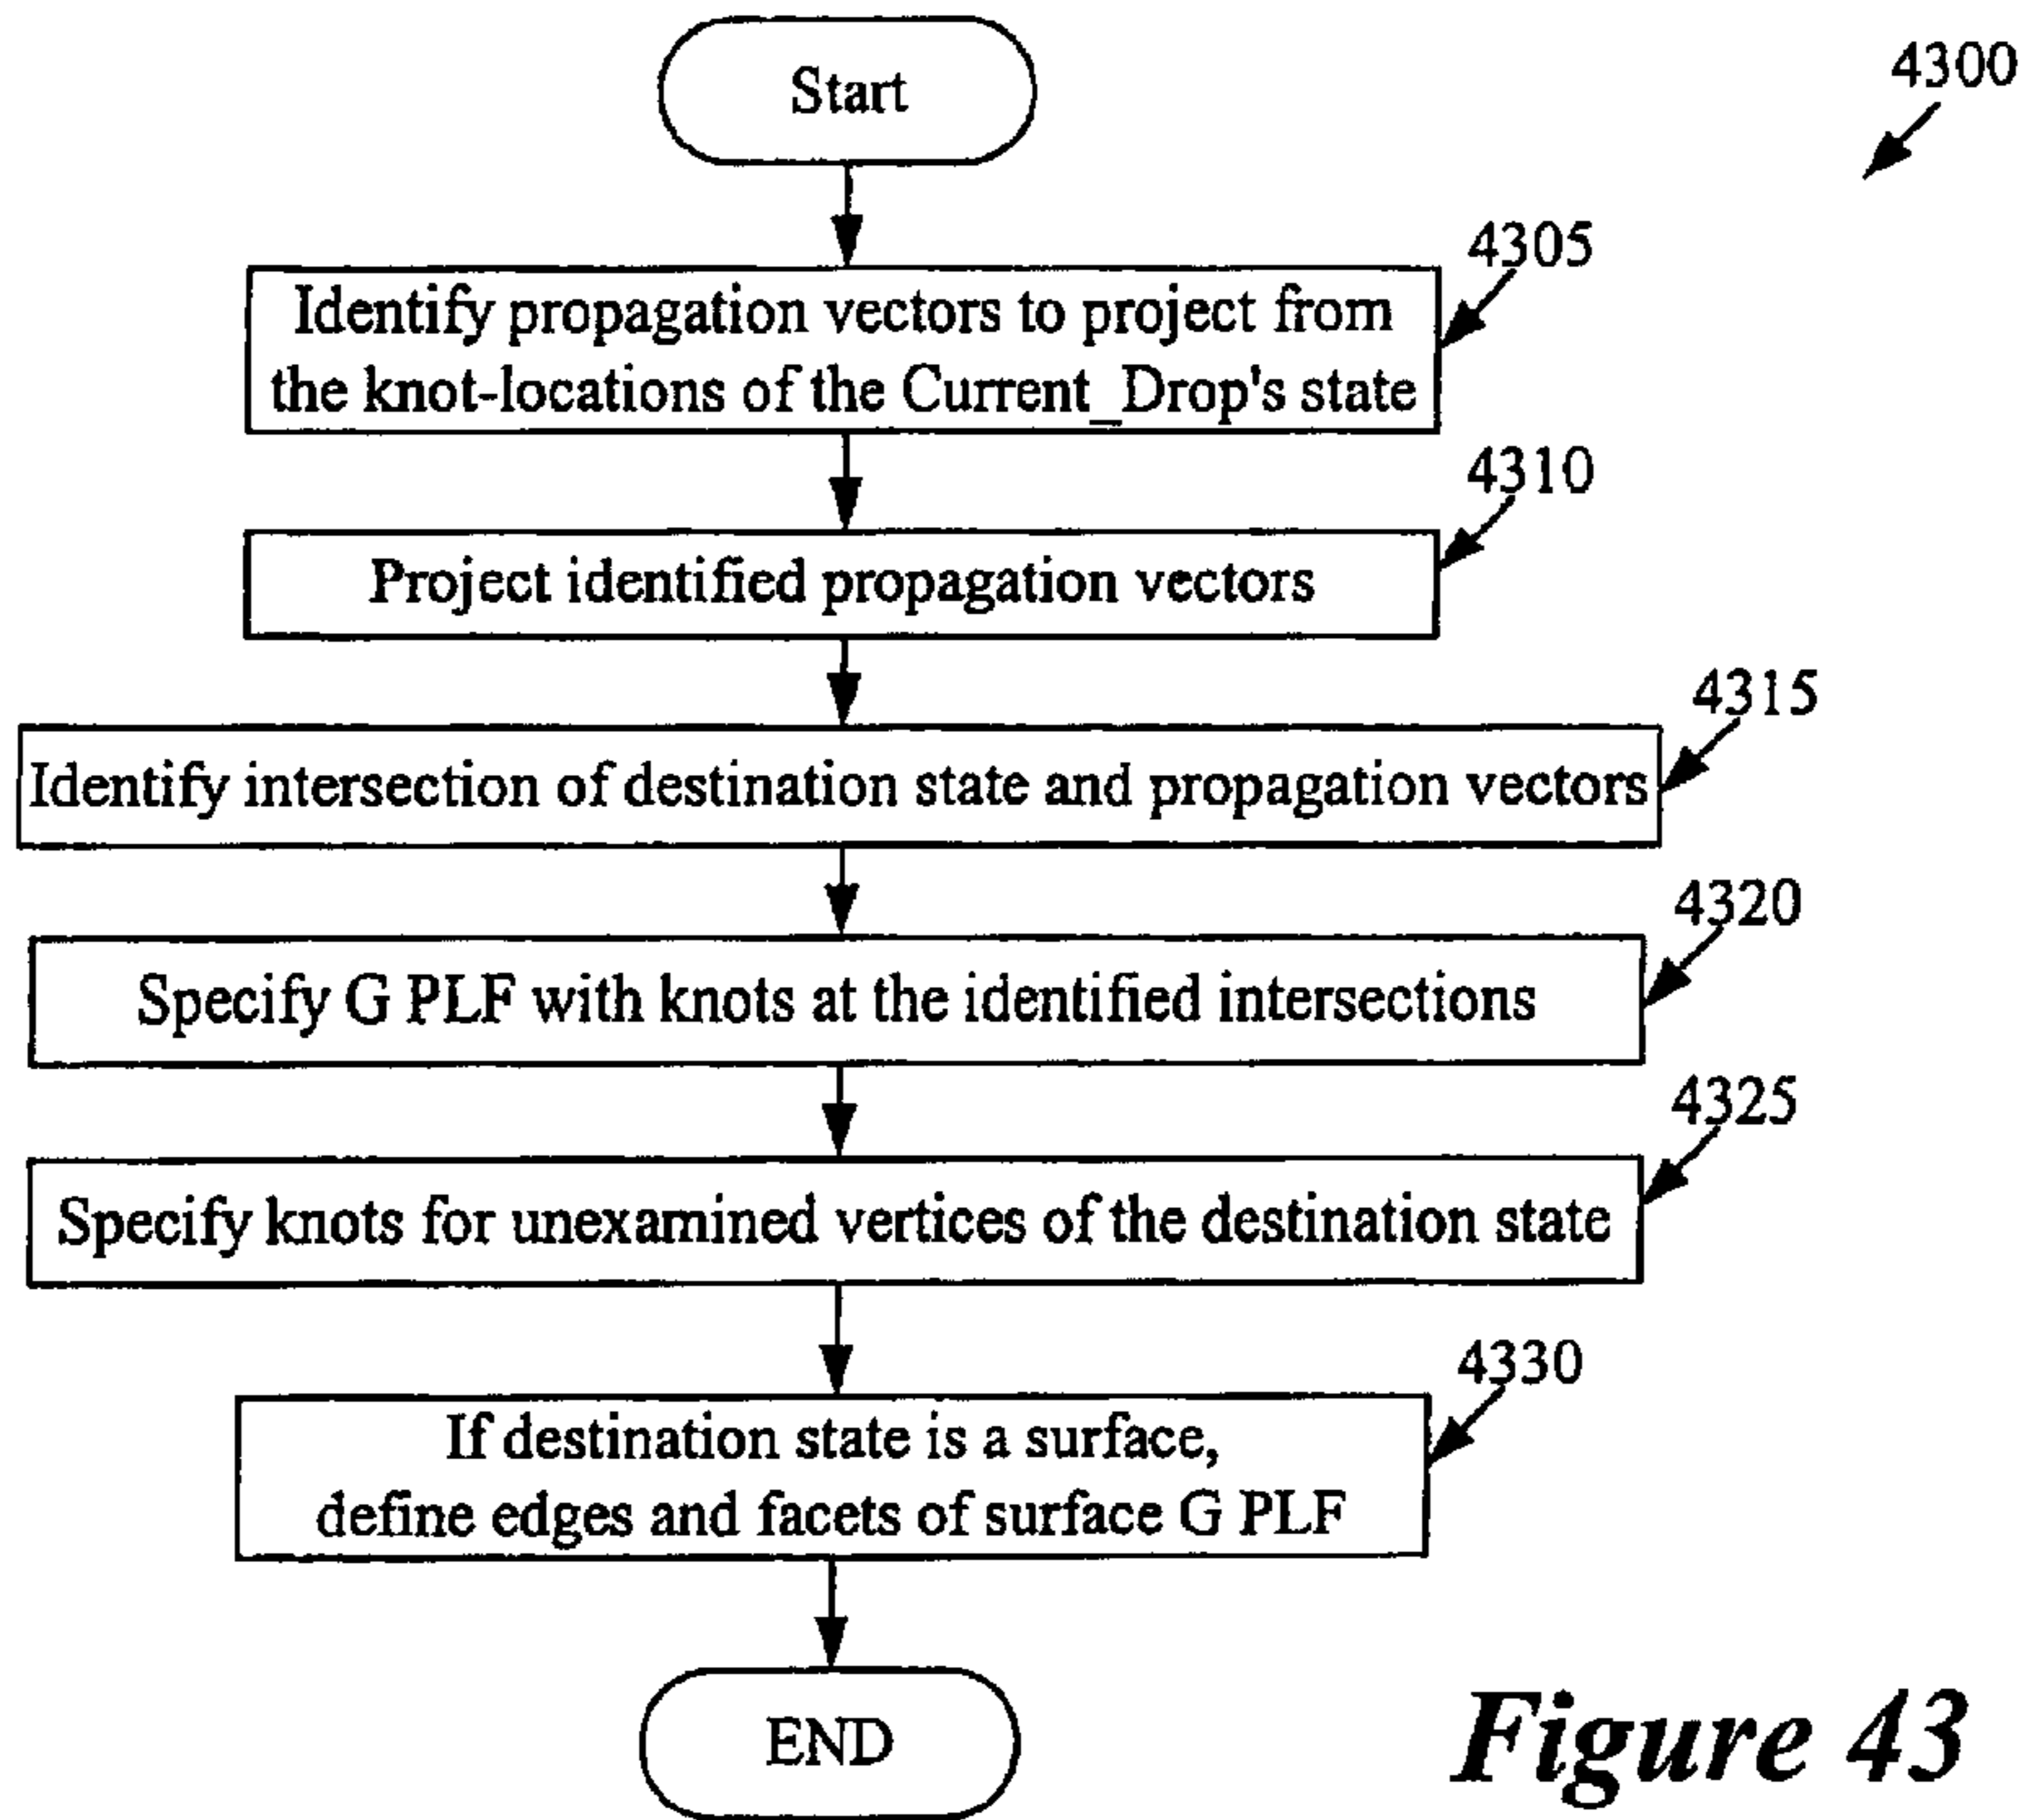 Start
4300
4305
Identify propagation vectors to project from
the knot-locations of the Current_Drop's state
4310
Project identified propagation vectors
4315
Identify intersection of destination state and propagation vectors
4320
Specify G PLF with knots at the identified intersections
4325
Specify knots for unexamined vertices of the destination state
4330
If destination state is a surface,
define edges and facets of surface G PLF
END
Figure 43